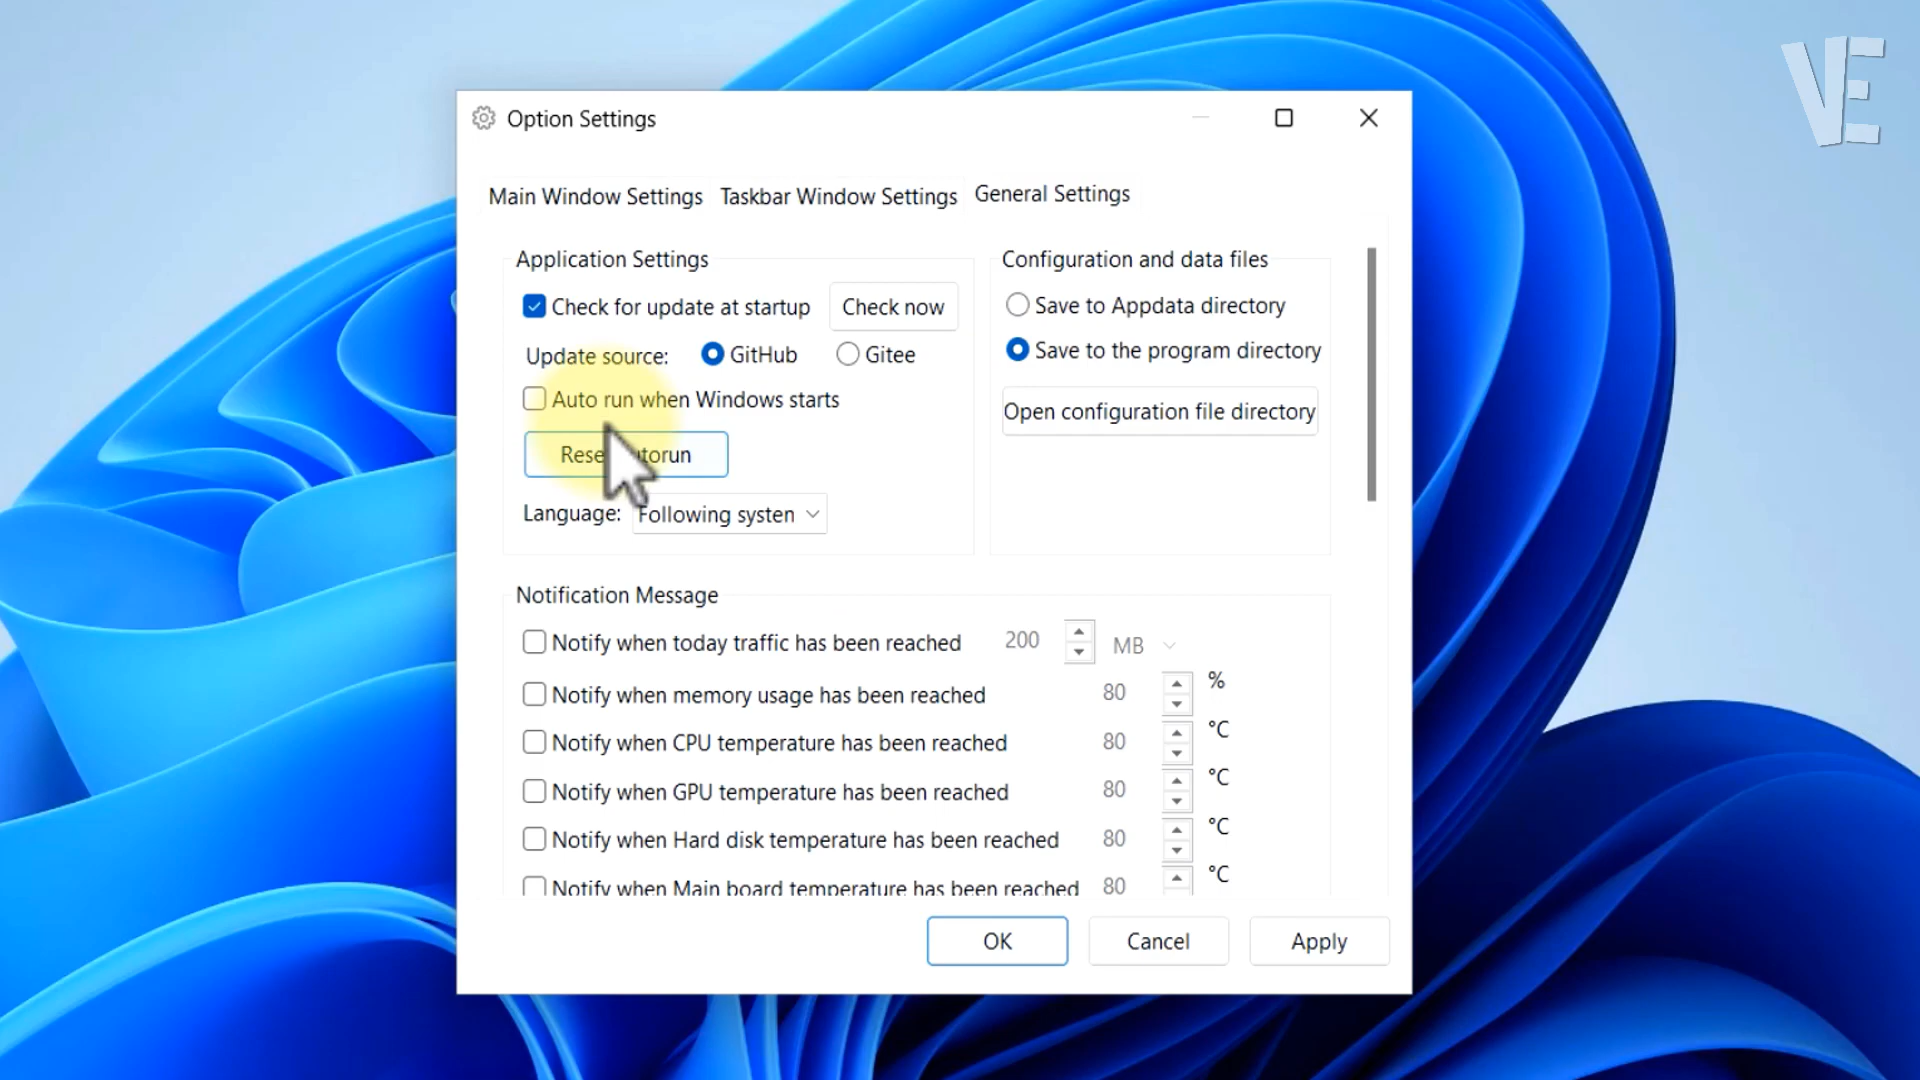 VE
Option Settings
Main Window Settings Taskbar Window Settings General Settings
Application Settings
Check for update at startup Check now
Update source: GitHub Gitee
Auto run when Windows starts
Language: Following system
Configuration and data files
Save to Appdata directory
Save to the program directory
Open configuration file directory
Notification Message
Notify when today traffic has been reached 200 MB
Notify when memory usage has been reached 80 %
Notify when CPU temperature has been reached 80 °C
Notify when GPU temperature has been reached 80 °C
Notify when Hard disk temperature has been reached 80 °C
Notify when Main board temperature has been reached 80 °C
OK Cancel Apply